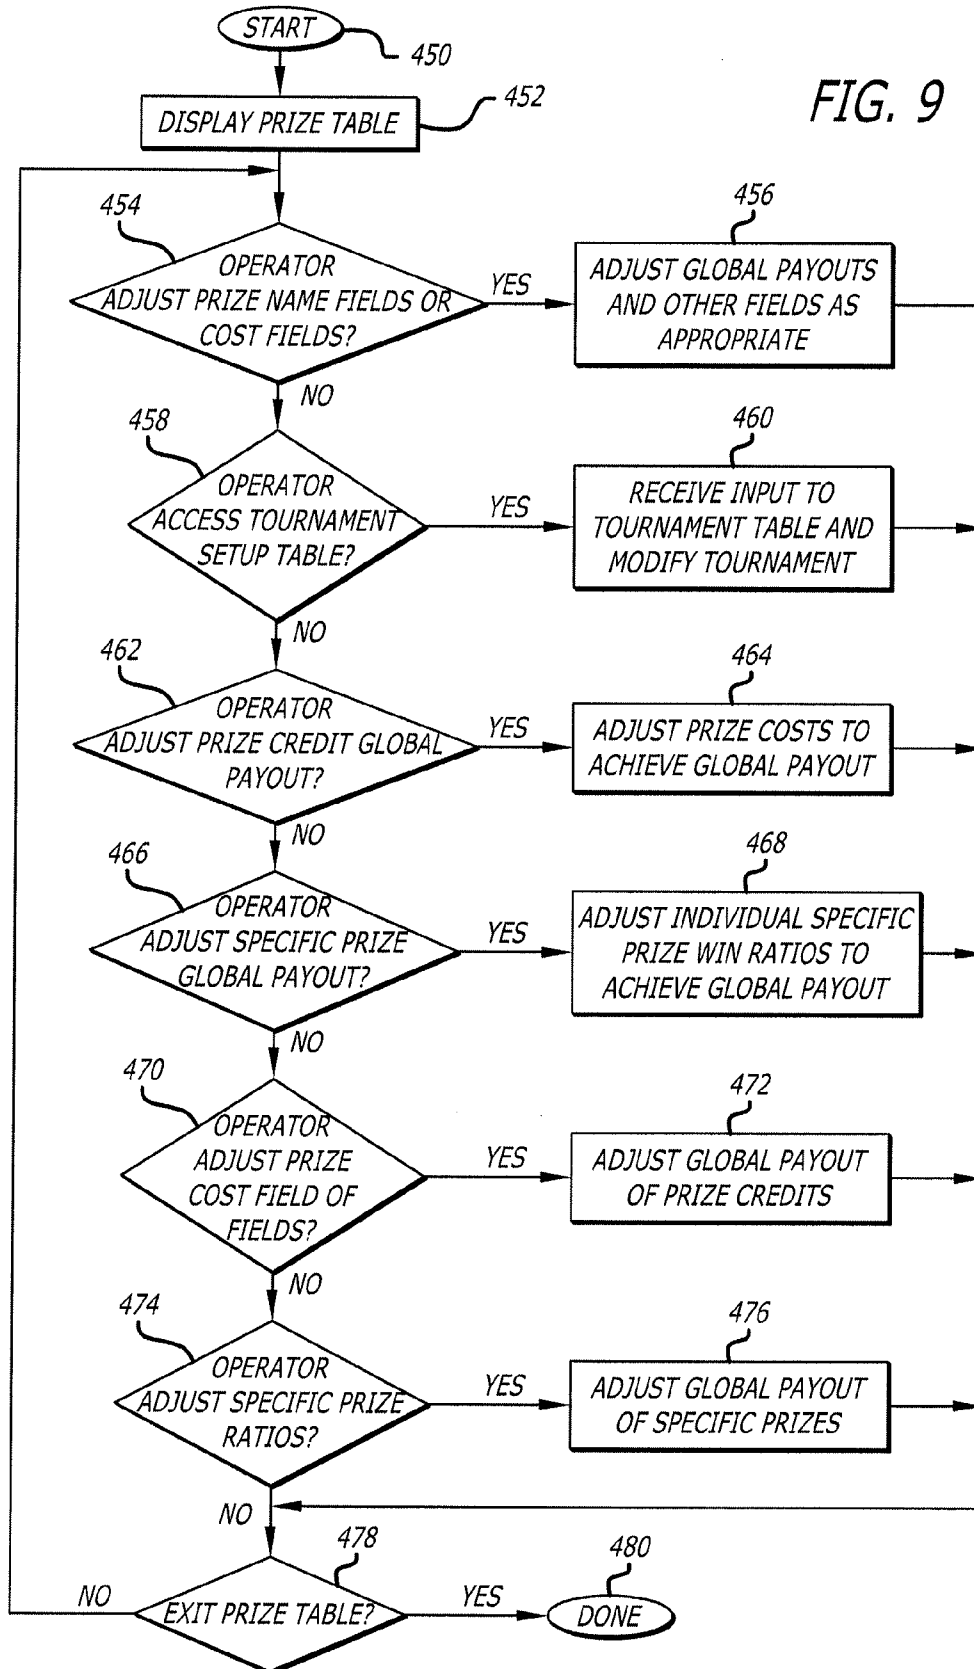 START
450
FIG. 9
452
DISPLAY PRIZE TABLE
454
OPERATOR
ADJUST PRIZE NAME FIELDS OR
COST FIELDS?
YES
456
ADJUST GLOBAL PAYOUTS
AND OTHER FIELDS AS
APPROPRIATE
NO
458
OPERATOR
ACCESS TOURNAMENT
SETUP TABLE?
YES
460
RECEIVE INPUT TO
TOURNAMENT TABLE AND
MODIFY TOURNAMENT
NO
462
OPERATOR
ADJUST PRIZE CREDIT GLOBAL
PAYOUT?
YES
464
ADJUST PRIZE COSTS TO
ACHIEVE GLOBAL PAYOUT
NO
466
OPERATOR
ADJUST SPECIFIC PRIZE
GLOBAL PAYOUT?
YES
468
ADJUST INDIVIDUAL SPECIFIC
PRIZE WIN RATIOS TO
ACHIEVE GLOBAL PAYOUT
NO
470
OPERATOR
ADJUST PRIZE
COST FIELD OF
FIELDS?
YES
472
ADJUST GLOBAL PAYOUT
OF PRIZE CREDITS
NO
474
OPERATOR
ADJUST SPECIFIC PRIZE
RATIOS?
YES
476
ADJUST GLOBAL PAYOUT
OF SPECIFIC PRIZES
NO
478
EXIT PRIZE TABLE?
NO
YES
480
DONE